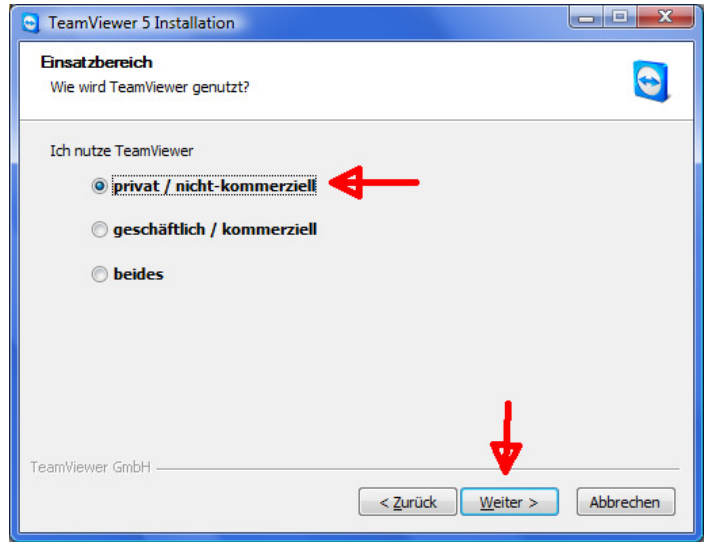 TeamViewer 5 Installation
Einsatzbereich
Wie wird TeamViewer genutzt?
Ich nutze TeamViewer
privat / nicht-kommerziell
geschäftlich / kommerziell
beides
TeamViewer GmbH
< Zurück Weiter > Abbrechen